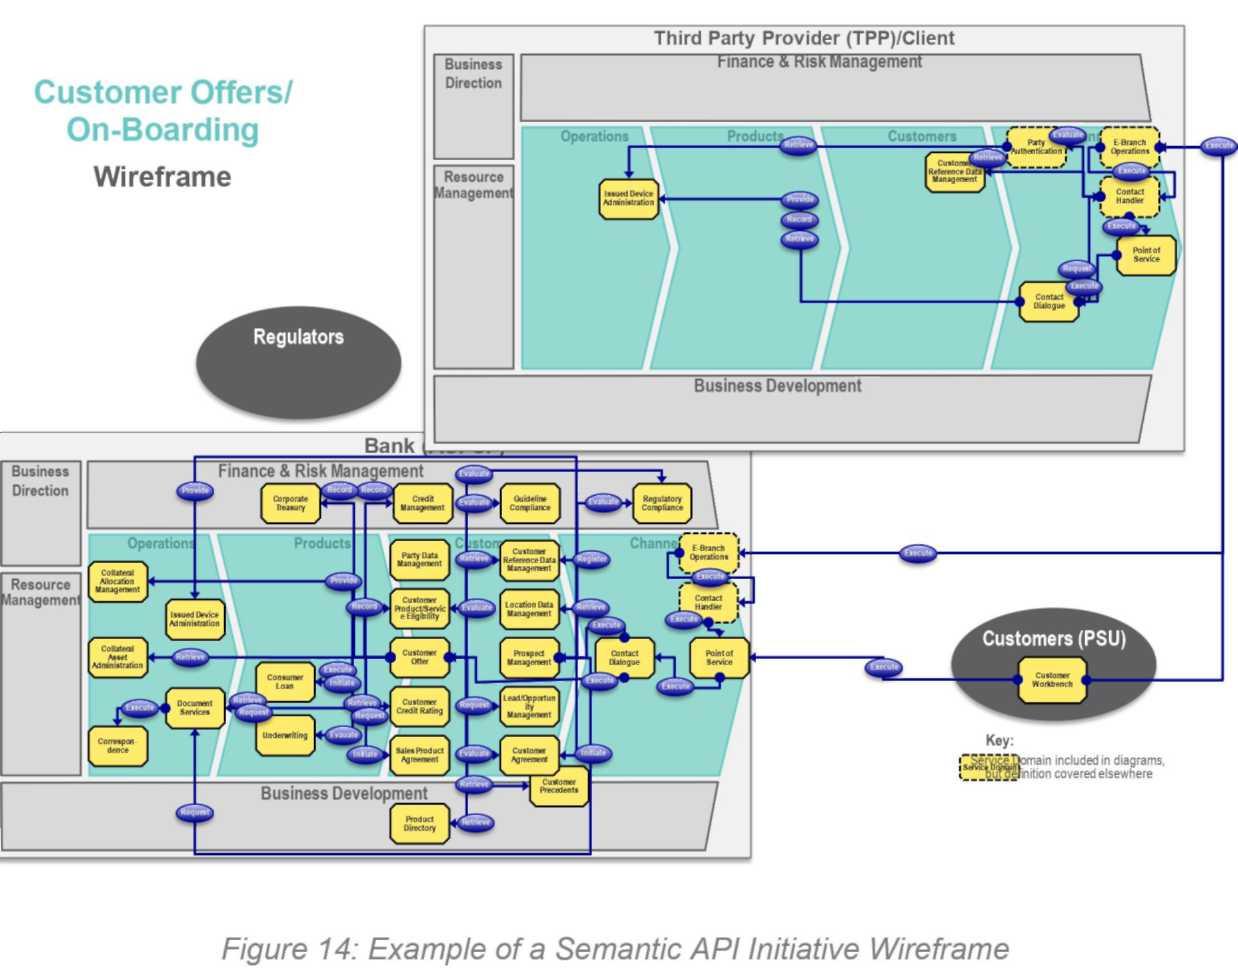 Third Party Provider (TPP)/Client
Business
Direction
Finance & Risk Management
Customer Offers/
On-Boarding
Wireframe
Operations
Products
Customers
Resource
Management
Retrieve
Party
Authentication
Evaluate
E-Branch
Operations
Execute
Customer
Reference Data
Management
Retrieve
Execute
Issued Device
Administration
Provide
Record
Retrieve
Contact
Handler
Execute
Point of
Service
Request
Execute
Contact
Dialogue
Business Development
Regulators
Bank
Business
Direction
Finance & Risk Management
Provide
Corporate
Treasury
Record
Record
Credit
Management
Evaluate
Evaluate
Guideline
Compliance
Evaluate
Regulatory
Compliance
Operations
Products
Custom
Channe
Resource
Management
Collateral
Allocation
Management
Provide
Party Data
Management
Retrieve
Customer
Reference Data
Management
Register
E-Branch
Operations
Execute
Execute
Issued Device
Administration
Record
Customer
Product/Servic
e Eligibility
Evaluate
Location Data
Management
Retrieve
Contact
Handler
Execute
Execute
Collateral
Asset
Administration
Retrieve
Customer
Offer
Prospect
Management
Contact
Dialogue
Point of
Service
Execute
Customers (PSU)
Customer
Workbench
Consumer
Loan
Execute
Initiate
Execute
Execute
Execute
Document
Services
Retrieve
Request
Retrieve
Request
Customer
Credit Rating
Request
Lead/Opportun
ity
Management
Correspon-
dence
Underwriting
Evauate
Initiate
Sales Product
Agreement
Evaluate
Customer
Agreement
Initiate
Key:
Service Domain included in diagrams,
but definition covered elsewhere
Service Domain
Business Development
Retrieve
Customer
Precedents
Request
Product
Directory
Retrieve
Figure 14: Example of a Semantic API Initiative Wireframe